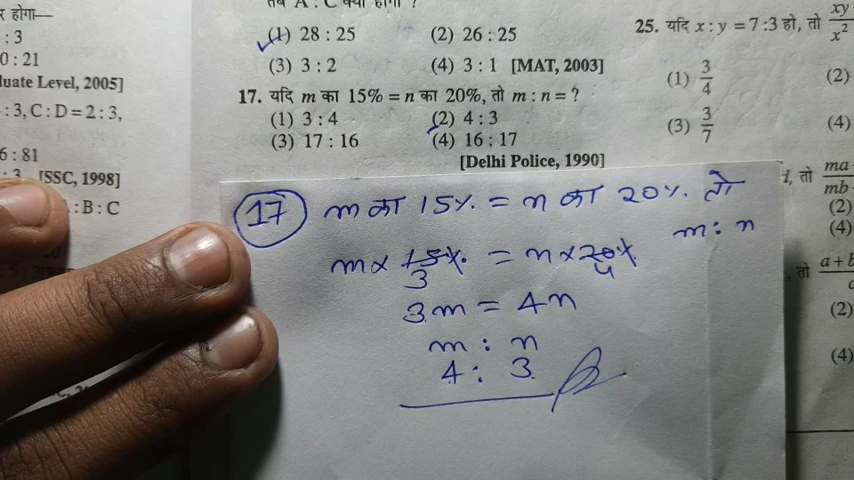 र होगा—
: 3
0 : 21
luate Level, 2005]
: 3, C : D = 2 : 3,
6 : 81
: 3 [SSC, 1998]
: B : C
तब A : C क्या होगा ?
(1) 28 : 25 (2) 26 : 25
(3) 3 : 2 (4) 3 : 1 [MAT, 2003]
17. यदि m का 15% = n का 20%, तो m : n = ?
(1) 3 : 4 (2) 4 : 3
(3) 17 : 16 (4) 16 : 17
[Delhi Police, 1990]
17 m का 15% = n का 20% तो
m : n
m × 15% = n × 20%
3 4
3m = 4n
m : n
4 : 3
25. यदि x : y = 7 : 3 हो, तो xy
x²
(1) 3/4 (2)
(3) 3/7 (4)
तो ma
mb
(2)
(4)
तो a + b
(2)
(4)